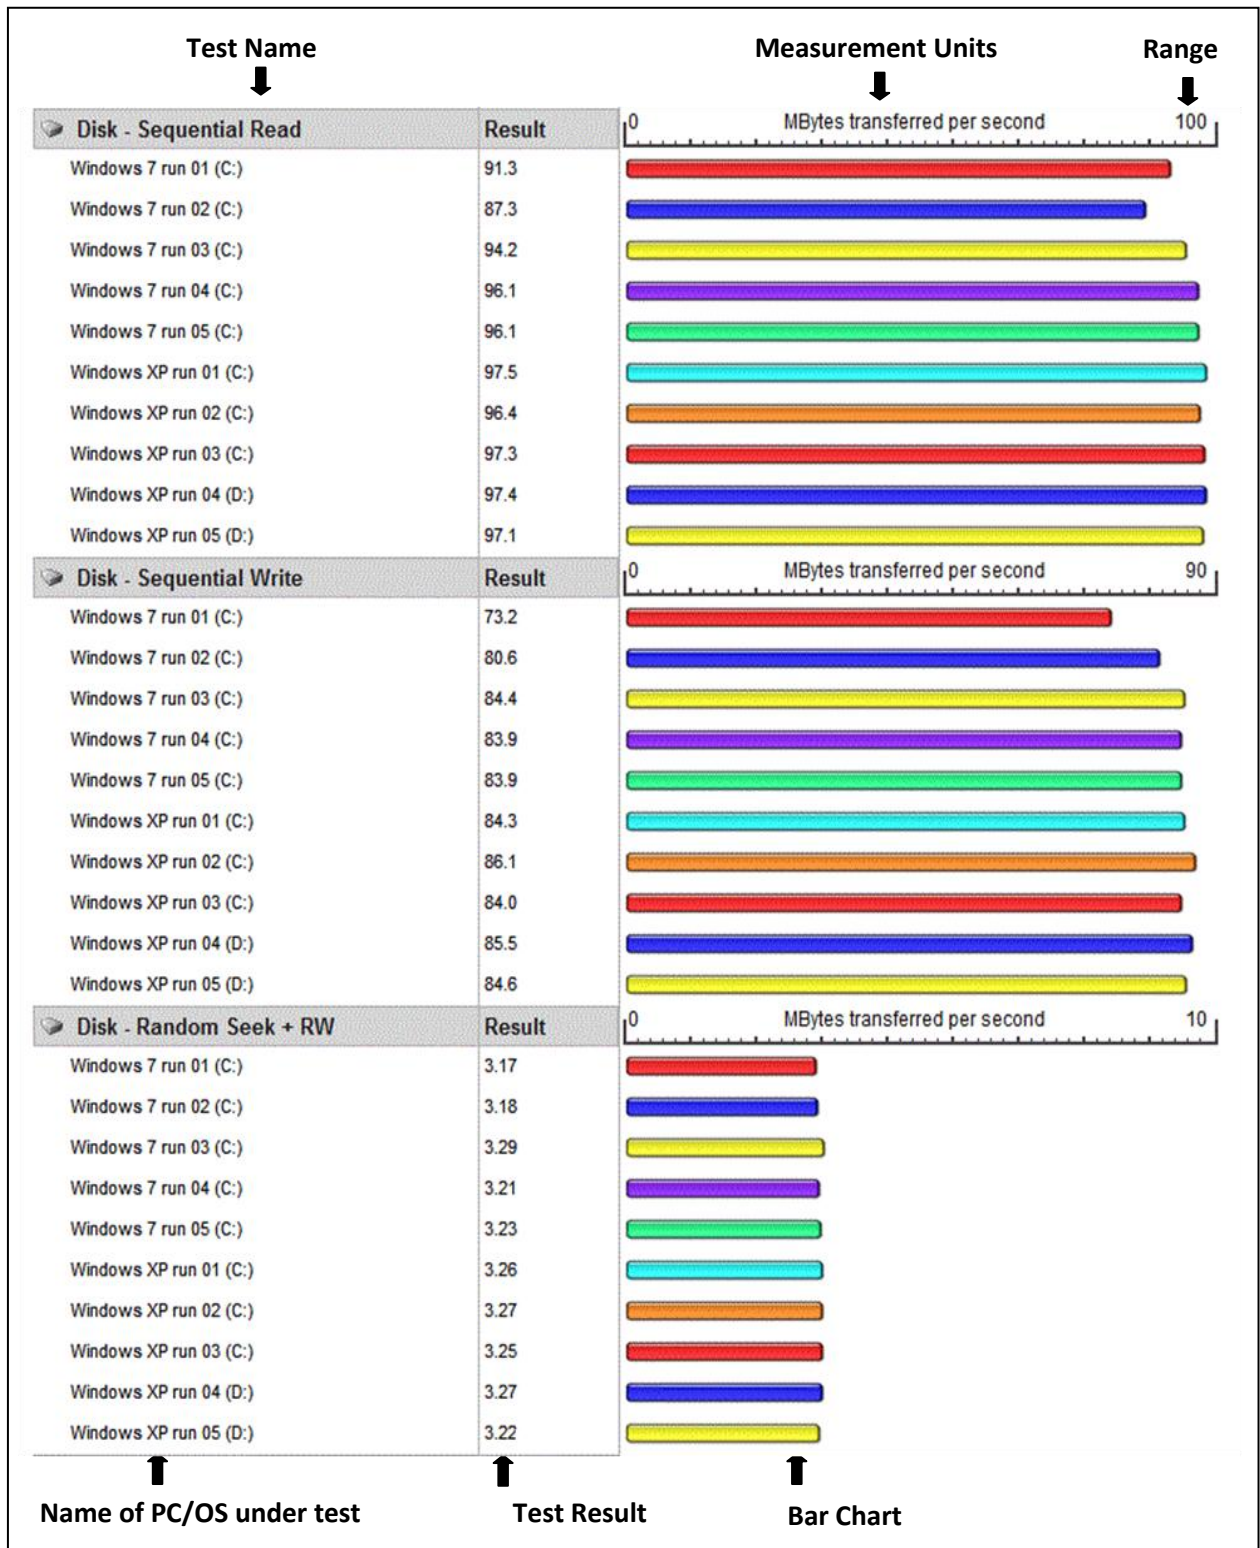 Test Name Measurement Units Range
Disk - Sequential Read Result 0 MBytes transferred per second 100
Windows 7 run 01 (C:) 91.3
Windows 7 run 02 (C:) 87.3
Windows 7 run 03 (C:) 94.2
Windows 7 run 04 (C:) 96.1
Windows 7 run 05 (C:) 96.1
Windows XP run 01 (C:) 97.5
Windows XP run 02 (C:) 96.4
Windows XP run 03 (C:) 97.3
Windows XP run 04 (D:) 97.4
Windows XP run 05 (D:) 97.1
Disk - Sequential Write Result 0 MBytes transferred per second 90
Windows 7 run 01 (C:) 73.2
Windows 7 run 02 (C:) 80.6
Windows 7 run 03 (C:) 84.4
Windows 7 run 04 (C:) 83.9
Windows 7 run 05 (C:) 83.9
Windows XP run 01 (C:) 84.3
Windows XP run 02 (C:) 86.1
Windows XP run 03 (C:) 84.0
Windows XP run 04 (D:) 85.5
Windows XP run 05 (D:) 84.6
Disk - Random Seek + RW Result 0 MBytes transferred per second 10
Windows 7 run 01 (C:) 3.17
Windows 7 run 02 (C:) 3.18
Windows 7 run 03 (C:) 3.29
Windows 7 run 04 (C:) 3.21
Windows 7 run 05 (C:) 3.23
Windows XP run 01 (C:) 3.26
Windows XP run 02 (C:) 3.27
Windows XP run 03 (C:) 3.25
Windows XP run 04 (D:) 3.27
Windows XP run 05 (D:) 3.22
Name of PC/OS under test Test Result Bar Chart